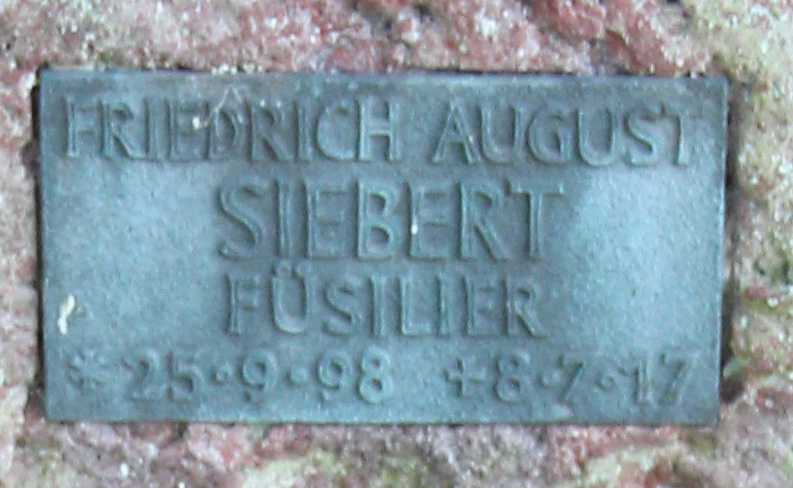 FRIEDRICH AUGUST
SIEBERT
FÜSILIER
* 25·9·98 +8·7·17